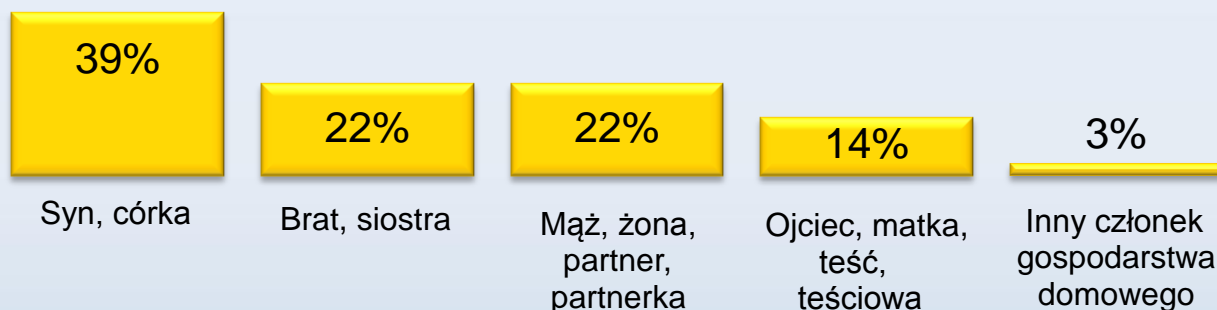 39%
22%
22%
14%
3%
Syn, córka
Brat, siostra
Mąż, żona,
partner,
partnerka
Ojciec, matka,
teść,
teściowa
Inny członek
gospodarstwa
domowego